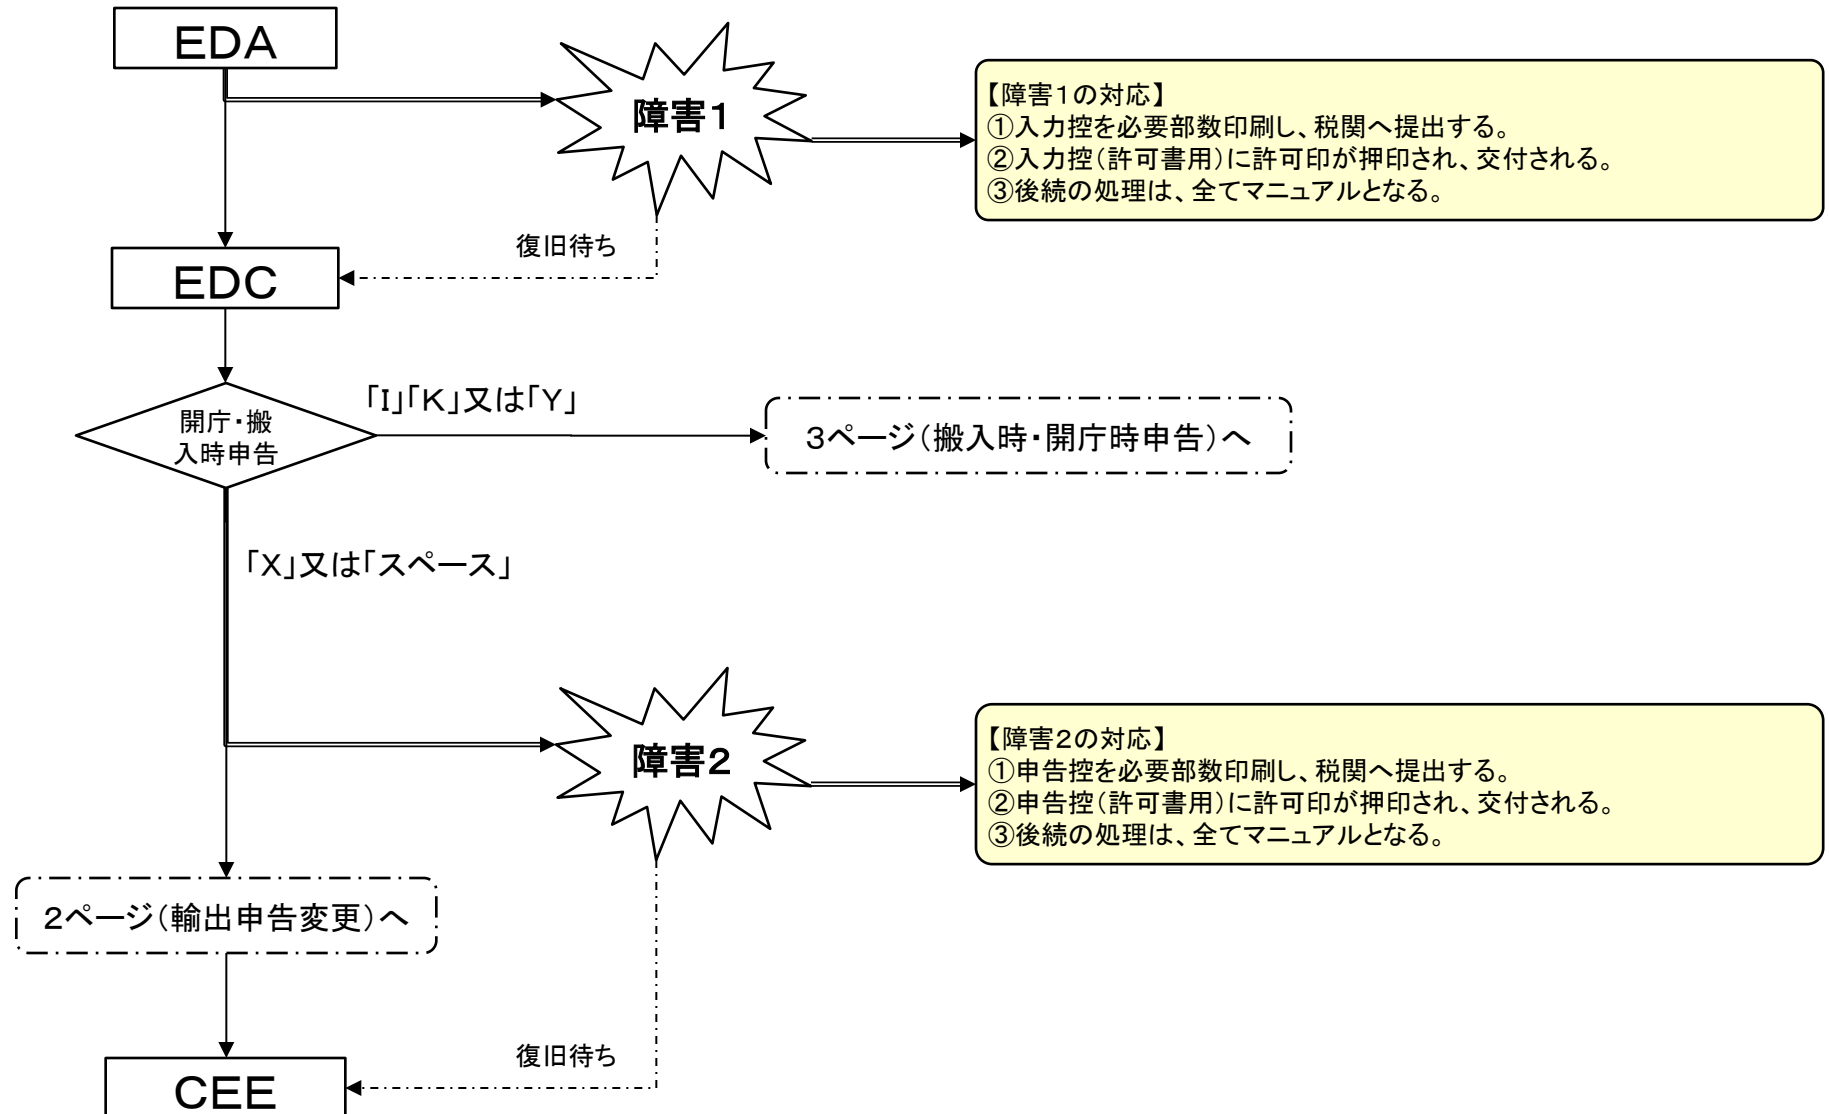 EDA
障害1
【障害1の対応】
①入力控を必要部数印刷し、税関へ提出する。
②入力控(許可書用)に許可印が押印され、交付される。
③後続の処理は、全てマニュアルとなる。
復旧待ち
EDC
開庁・搬
入時申告
「I」「K」又は「Y」
3ページ(搬入時・開庁時申告)へ
「X」又は「スペース」
障害2
【障害2の対応】
①申告控を必要部数印刷し、税関へ提出する。
②申告控(許可書用)に許可印が押印され、交付される。
③後続の処理は、全てマニュアルとなる。
2ページ(輸出申告変更)へ
復旧待ち
CEE